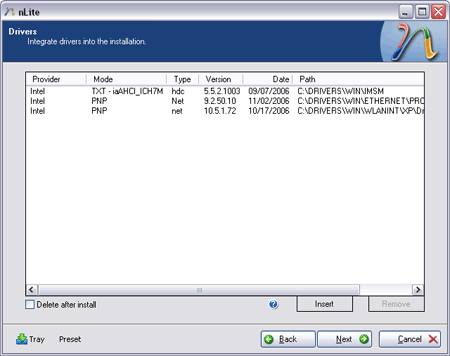 nLite
Drivers
Integrate drivers into the installation.
Provider Mode Type Version Date Path
Intel TXT - iaAHCI_ICH7M hdc 5.5.2.1003 09/07/2006 C:\DRIVERS\WIN\IMSM
Intel PNP Net 9.2.50.10 11/02/2006 C:\DRIVERS\WIN\ETHERNET\PRO
Intel PNP net 10.5.1.72 10/17/2006 C:\DRIVERS\WIN\WLANINT\XP\Dr
Delete after install ? Insert Remove
Tray Preset Back Next Cancel